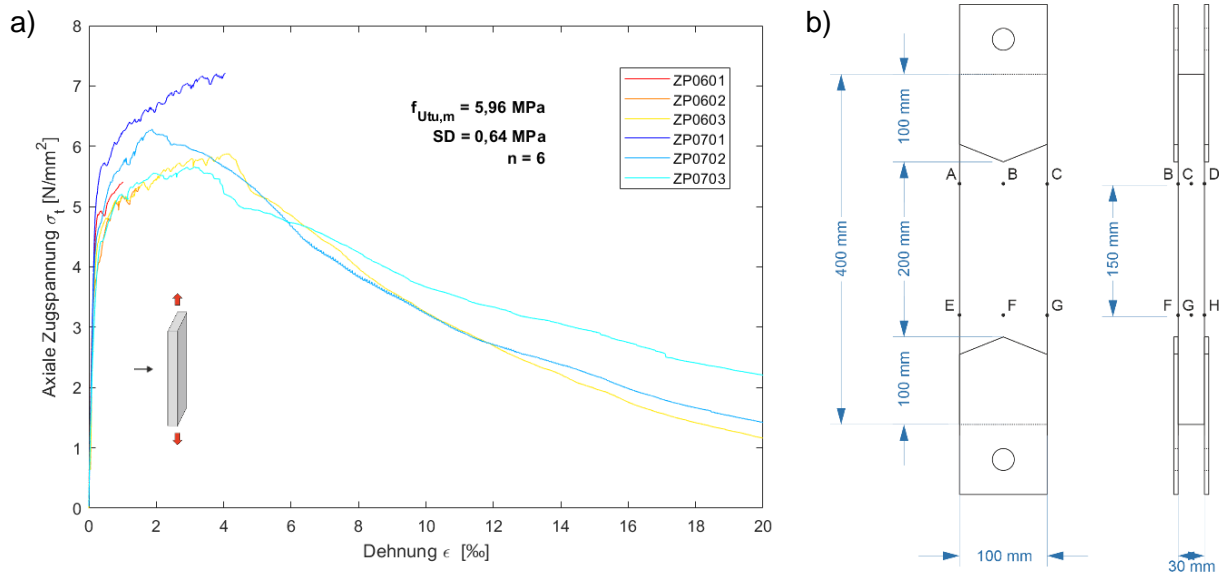 a)
8
7
6
5
4
3
2
1
0
Axiale Zugspannung σt [N/mm²]
0 2 4 6 8 10 12 14 16 18 20
Dehnung ϵ [‰]
fUtu,m = 5,96 MPa
SD = 0,64 MPa
n = 6
ZP0601
ZP0602
ZP0603
ZP0701
ZP0702
ZP0703
b)
400 mm
100 mm
200 mm
100 mm
A B C
E F G
100 mm
150 mm
B C D
F G H
30 mm